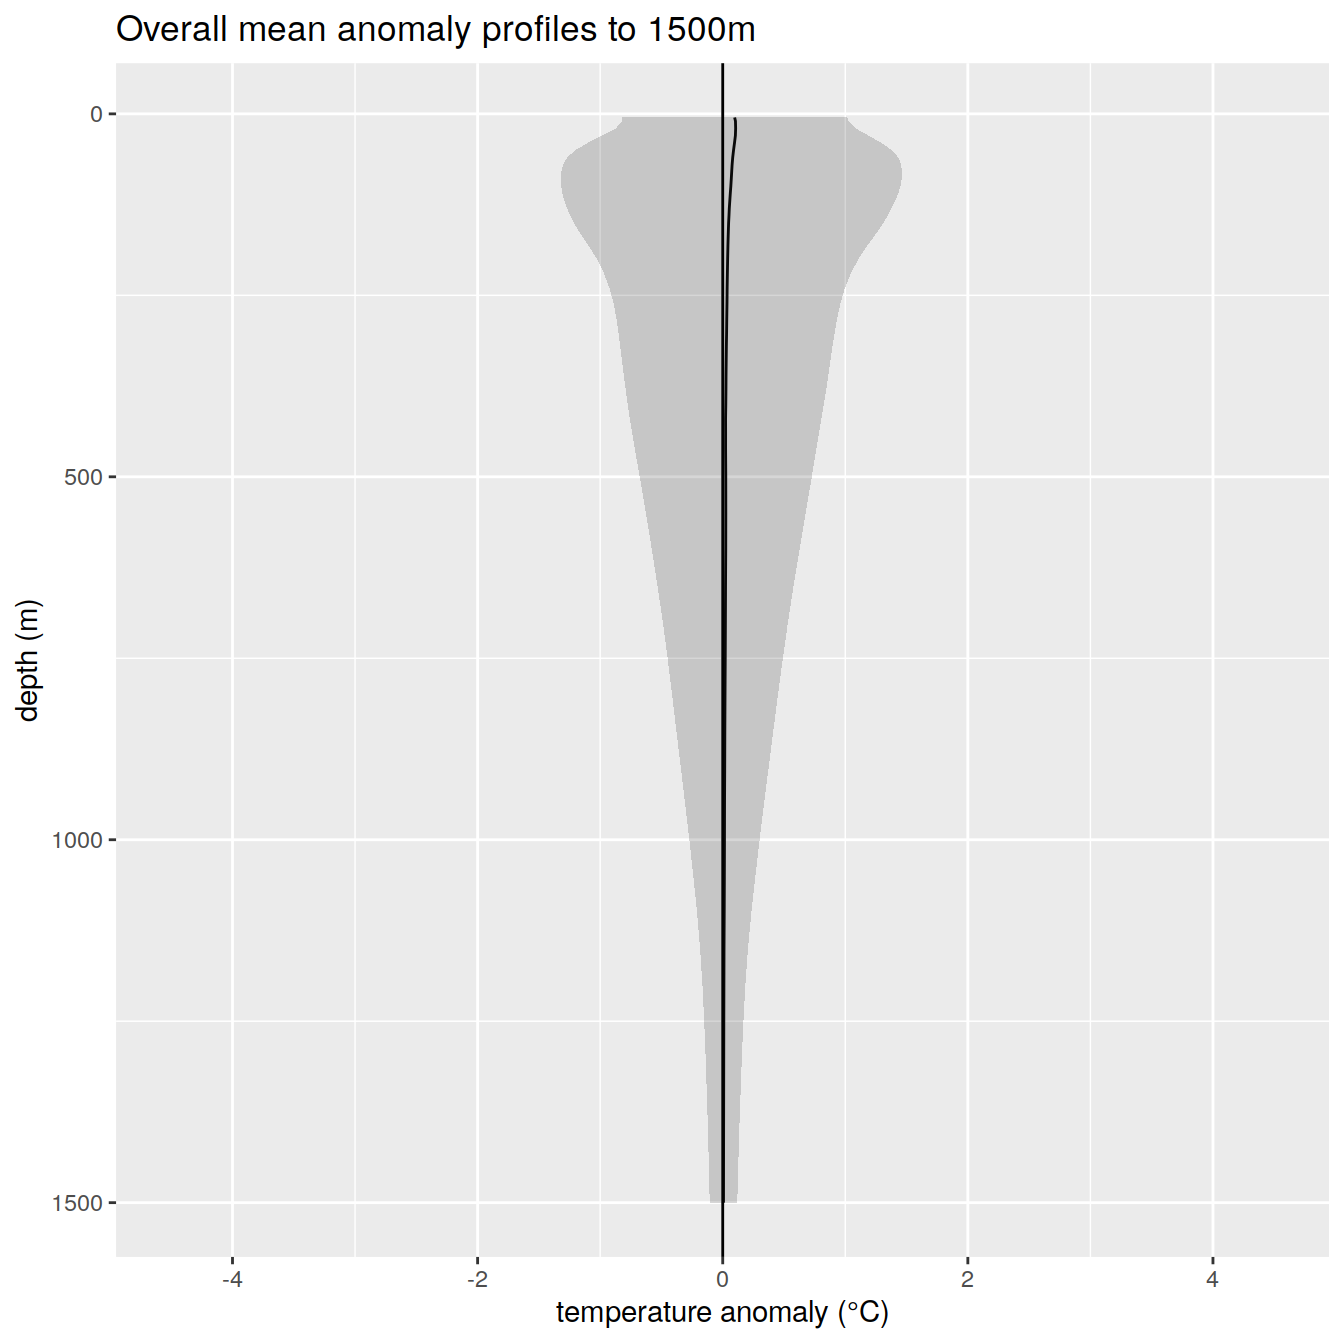 Overall mean anomaly profiles to 1500m
0
500
1000
1500
depth (m)
-4 -2 0 2 4
temperature anomaly (°C)